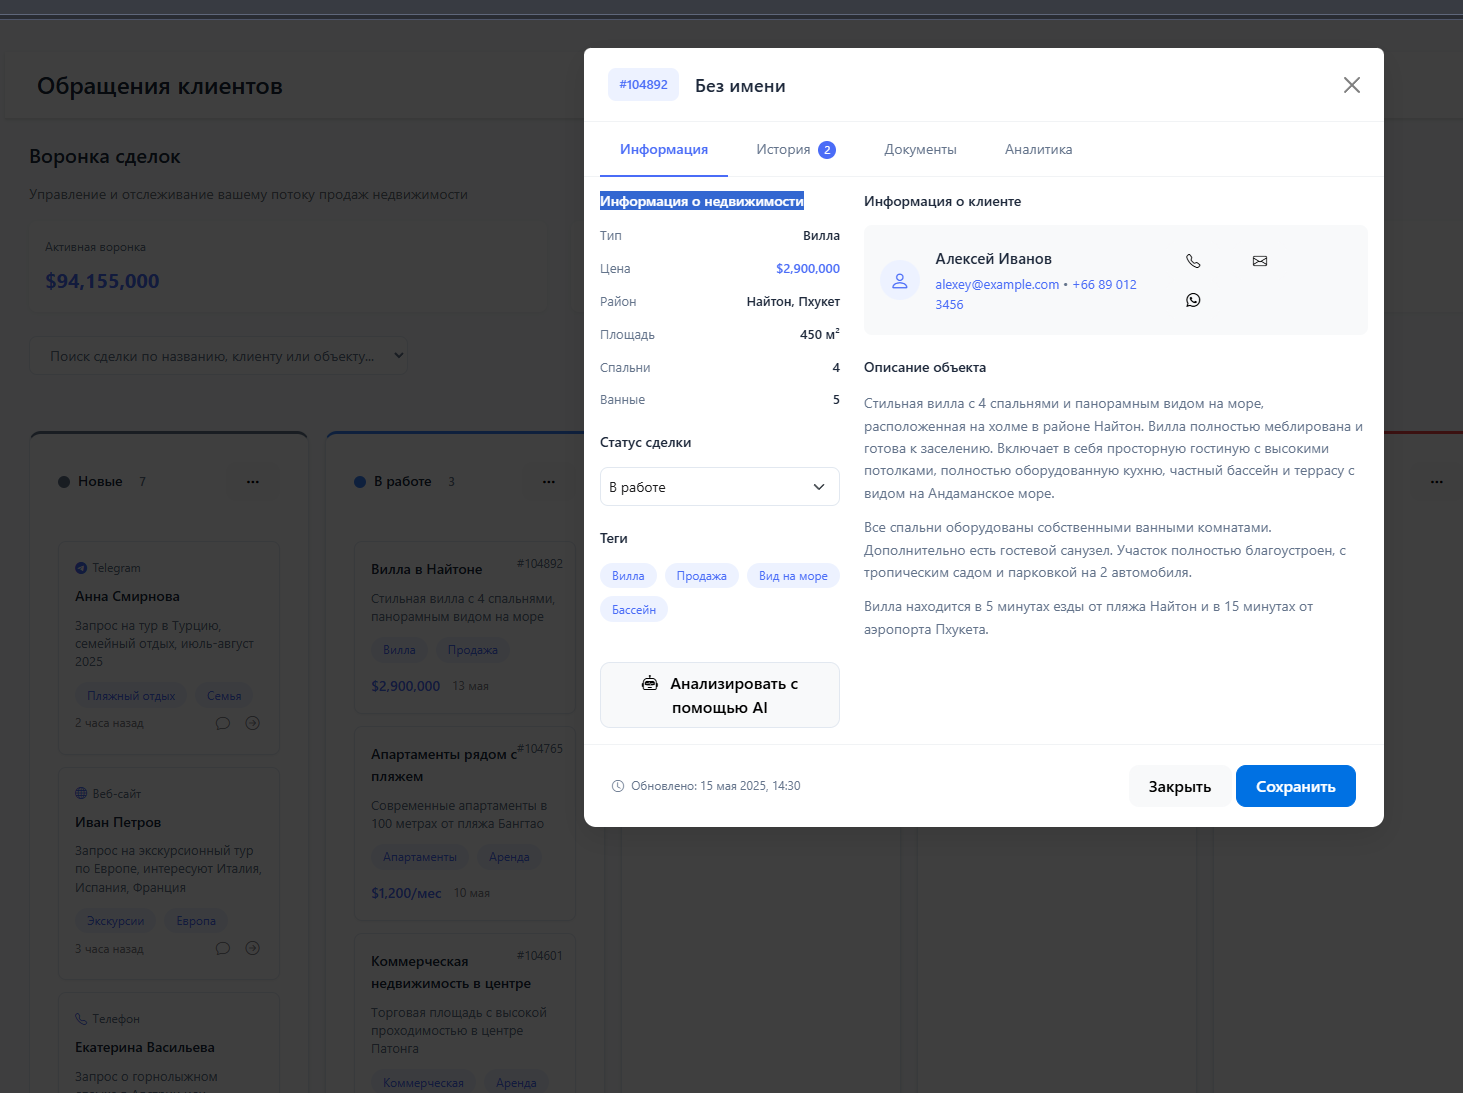 Обращения клиентов
Воронка сделок
Управление и отслеживание вашему потоку продаж недвижимости
Активная воронка
$94,155,000
Поиск сделки по названию, клиенту или объекту...
Новые 7
Telegram
Анна Смирнова
Запрос на тур в Турцию,
семейный отдых, июль-август
2025
Пляжный отдых Семья
2 часа назад
Веб-сайт
Иван Петров
Запрос на экскурсионный тур
по Европе, интересуют Италия,
Испания, Франция
Экскурсии Европа
3 часа назад
Телефон
Екатерина Васильева
Запрос о горнолыжном
В работе 3
Вилла в Найтоне #104892
Стильная вилла с 4 спальнями,
панорамным видом на море
Вилла Продажа
$2,900,000 13 мая
Апартаменты рядом с #104765
пляжем
Современные апартаменты в
100 метрах от пляжа Бангтао
Апартаменты Аренда
$1,200/мес 10 мая
Коммерческая #104601
недвижимость в центре
Торговая площадь с высокой
проходимостью в центре
Патонга
Коммерческая Аренда
#104892 Без имени
Информация История 2 Документы Аналитика
Информация о недвижимости
Тип Вилла
Цена $2,900,000
Район Найтон, Пхукет
Площадь 450 м²
Спальни 4
Ванные 5
Статус сделки
В работе
Теги
Вилла Продажа Вид на море
Бассейн
Анализировать с
помощью AI
Информация о клиенте
Алексей Иванов
alexey@example.com • +66 89 012
3456
Описание объекта
Стильная вилла с 4 спальнями и панорамным видом на море,
расположенная на холме в районе Найтон. Вилла полностью меблирована и
готова к заселению. Включает в себя просторную гостиную с высокими
потолками, полностью оборудованную кухню, частный бассейн и террасу с
видом на Андаманское море.
Все спальни оборудованы собственными ванными комнатами.
Дополнительно есть гостевой санузел. Участок полностью благоустроен, с
тропическим садом и парковкой на 2 автомобиля.
Вилла находится в 5 минутах езды от пляжа Найтон и в 15 минутах от
аэропорта Пхукета.
Обновлено: 15 мая 2025, 14:30
Закрыть Сохранить